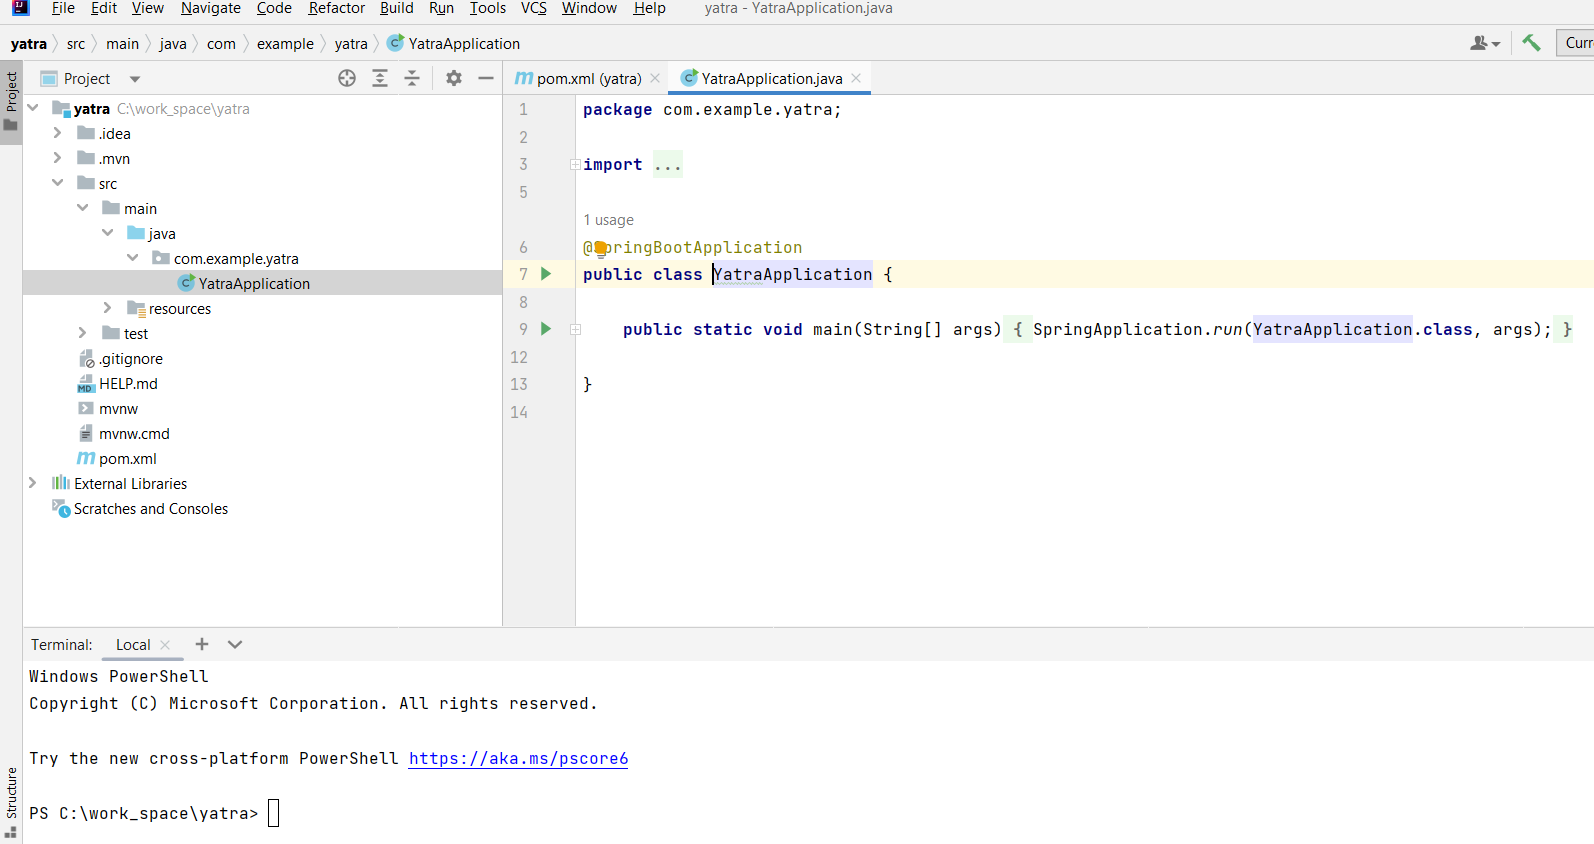 File Edit View Navigate Code Refactor Build Run Tools VCS Window Help yatra - YatraApplication.java
yatra src main java com example yatra YatraApplication Curr
Project
Project
pom.xml (yatra) YatraApplication.java
yatra C:\work_space\yatra
.idea
.mvn
src
main
java
com.example.yatra
YatraApplication
resources
test
.gitignore
HELP.md
mvnw
mvnw.cmd
pom.xml
External Libraries
Scratches and Consoles
1 package com.example.yatra;
2
3 import ...
5
1 usage
6 @SpringBootApplication
7 public class YatraApplication {
8
9 public static void main(String[] args) { SpringApplication.run(YatraApplication.class, args); }
12
13 }
14
Terminal: Local
Windows PowerShell
Copyright (C) Microsoft Corporation. All rights reserved.
Try the new cross-platform PowerShell https://aka.ms/pscore6
PS C:\work_space\yatra>
Structure